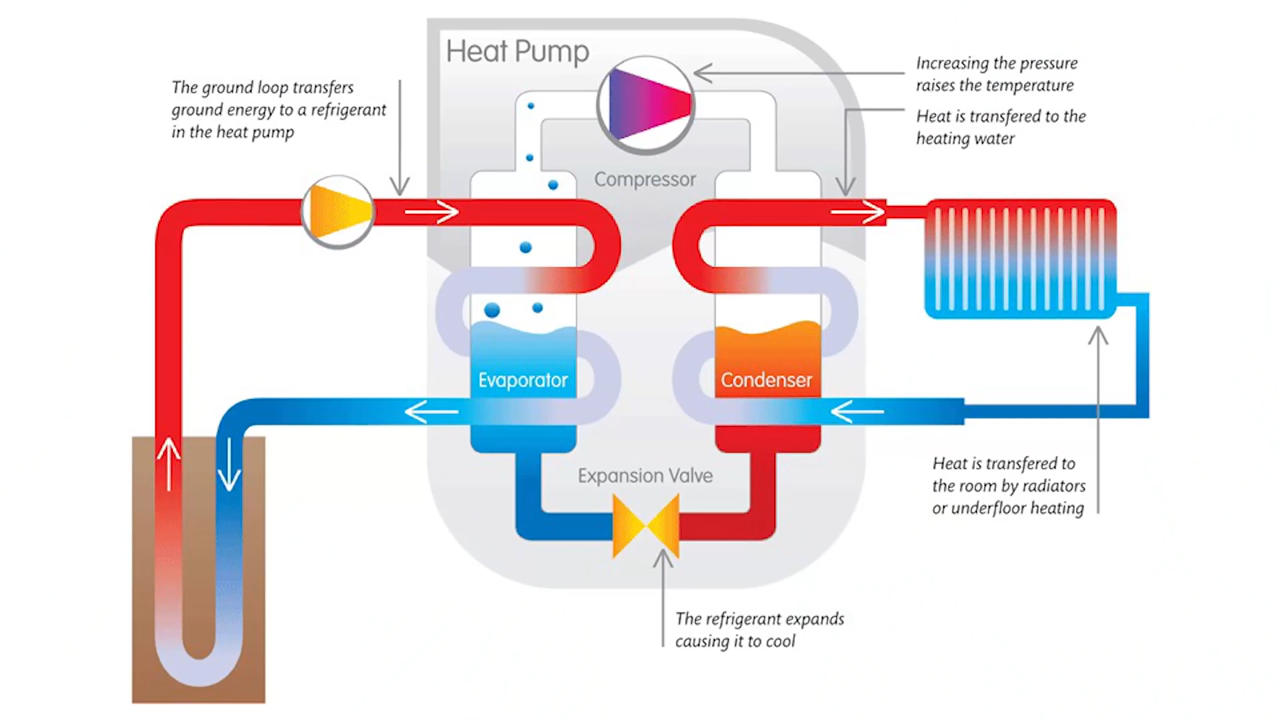 Heat Pump
The ground loop transfers
ground energy to a refrigerant
in the heat pump
Increasing the pressure
raises the temperature
Heat is transfered to the
heating water
Compressor
Evaporator
Condenser
Expansion Valve
Heat is transfered to
the room by radiators
or underfloor heating
The refrigerant expands
causing it to cool